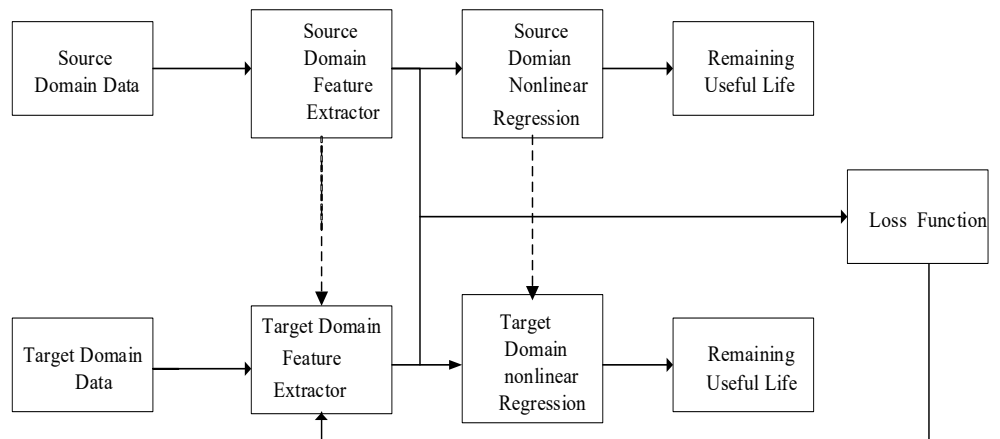 Source
Domain Data
Source
Domain
Feature
Extractor
Source
Domian
Nonlinear
Regression
Remaining
Useful Life
Loss Function
Target Domain
Data
Target Domain
Feature
Extractor
Target
Domain
nonlinear
Regression
Remaining
Useful Life